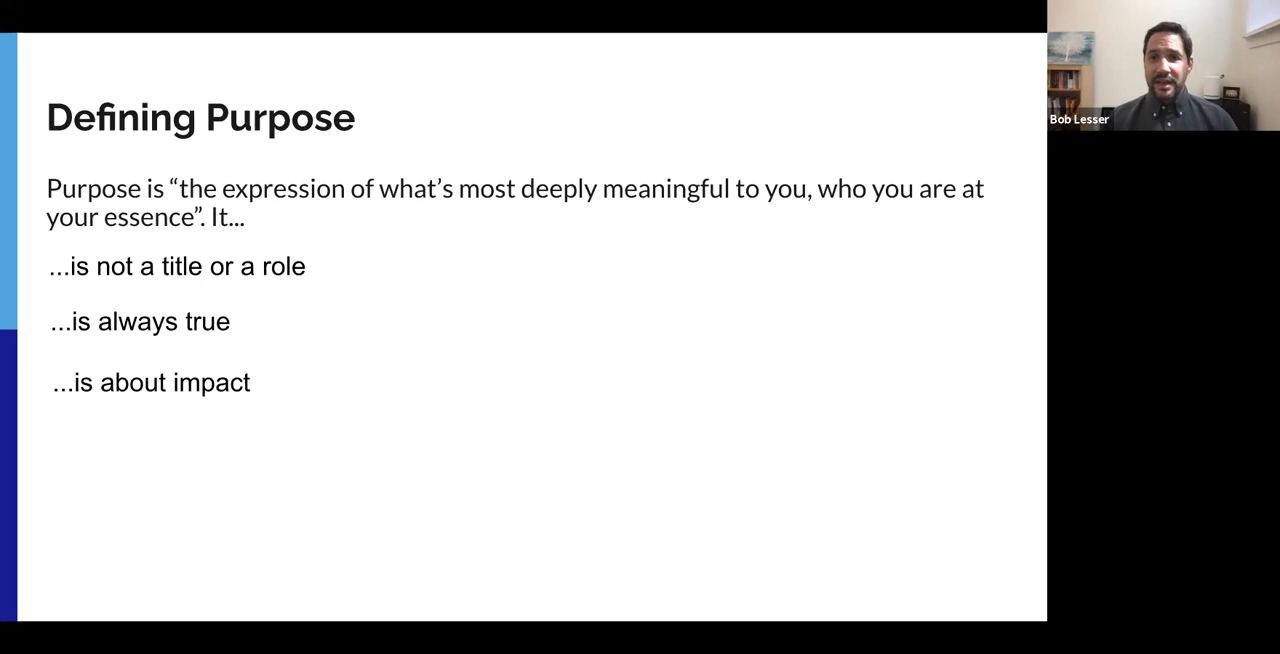 Defining Purpose
Purpose is “the expression of what’s most deeply meaningful to you, who you are at
your essence”. It...
...is not a title or a role
...is always true
...is about impact
Bob Lesser